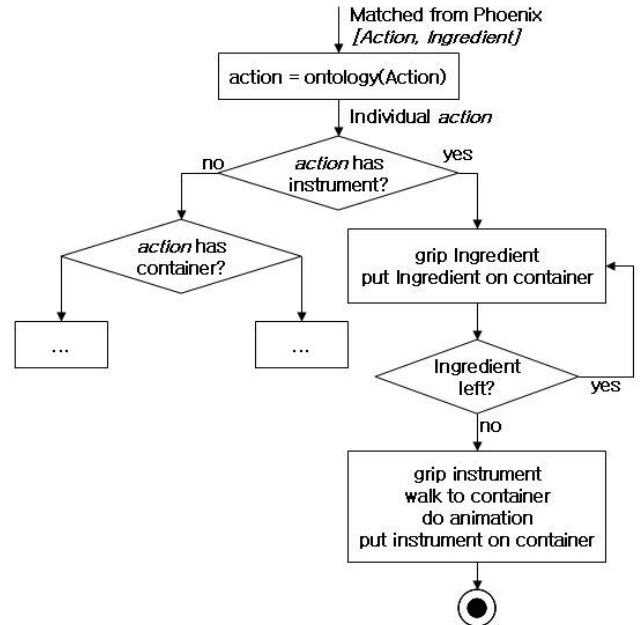 Matched from Phoenix
[Action, Ingredient]
action = ontology(Action)
Individual action
no
action has
instrument?
yes
action has
container?
grip Ingredient
put Ingredient on container
...
...
Ingredient
left?
yes
no
grip instrument
walk to container
do animation
put instrument on container